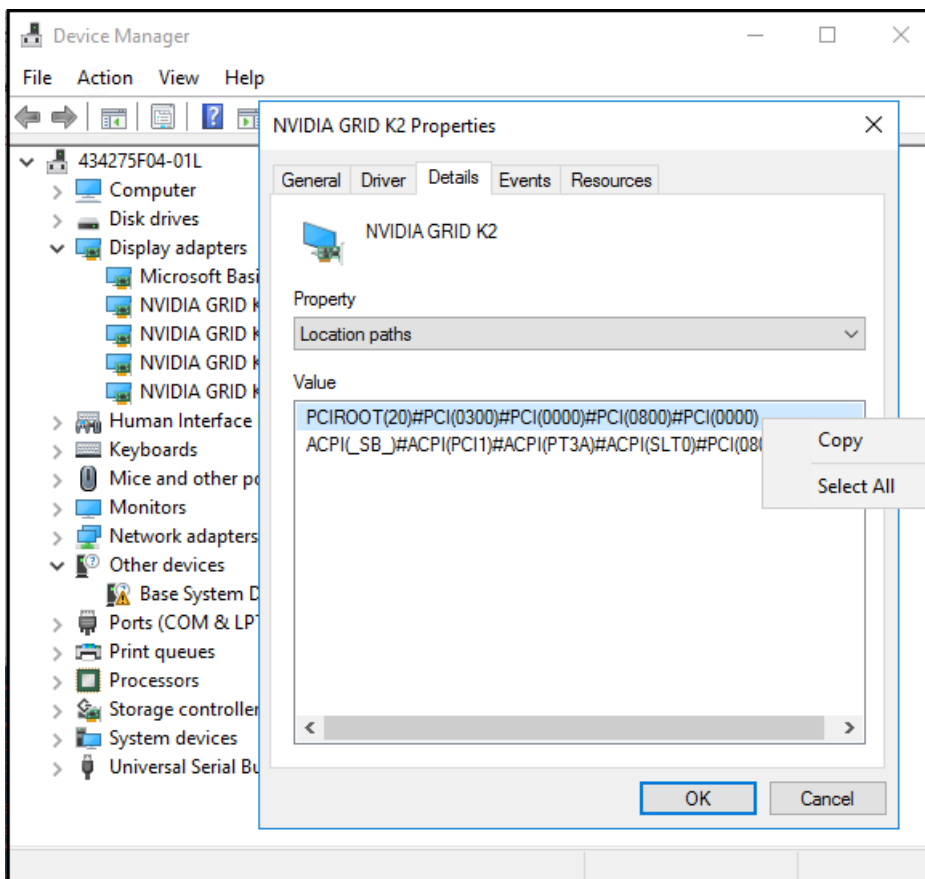 Device Manager
File Action View Help
NVIDIA GRID K2 Properties
434275F04-01L
Computer
Disk drives
Display adapters
Microsoft Basi
NVIDIA GRID K
NVIDIA GRID K
NVIDIA GRID K
NVIDIA GRID K
Human Interface
Keyboards
Mice and other po
Monitors
Network adapters
Other devices
Base System D
Ports (COM & LPT
Print queues
Processors
Storage controller
System devices
Universal Serial Bu
General Driver Details Events Resources
NVIDIA GRID K2
Property
Location paths
Value
PCIROOT(20)#PCI(0300)#PCI(0000)#PCI(0800)#PCI(0000)
ACPI(_SB_)#ACPI(PCI1)#ACPI(PT3A)#ACPI(SLT0)#PCI(080
Copy
Select All
OK Cancel